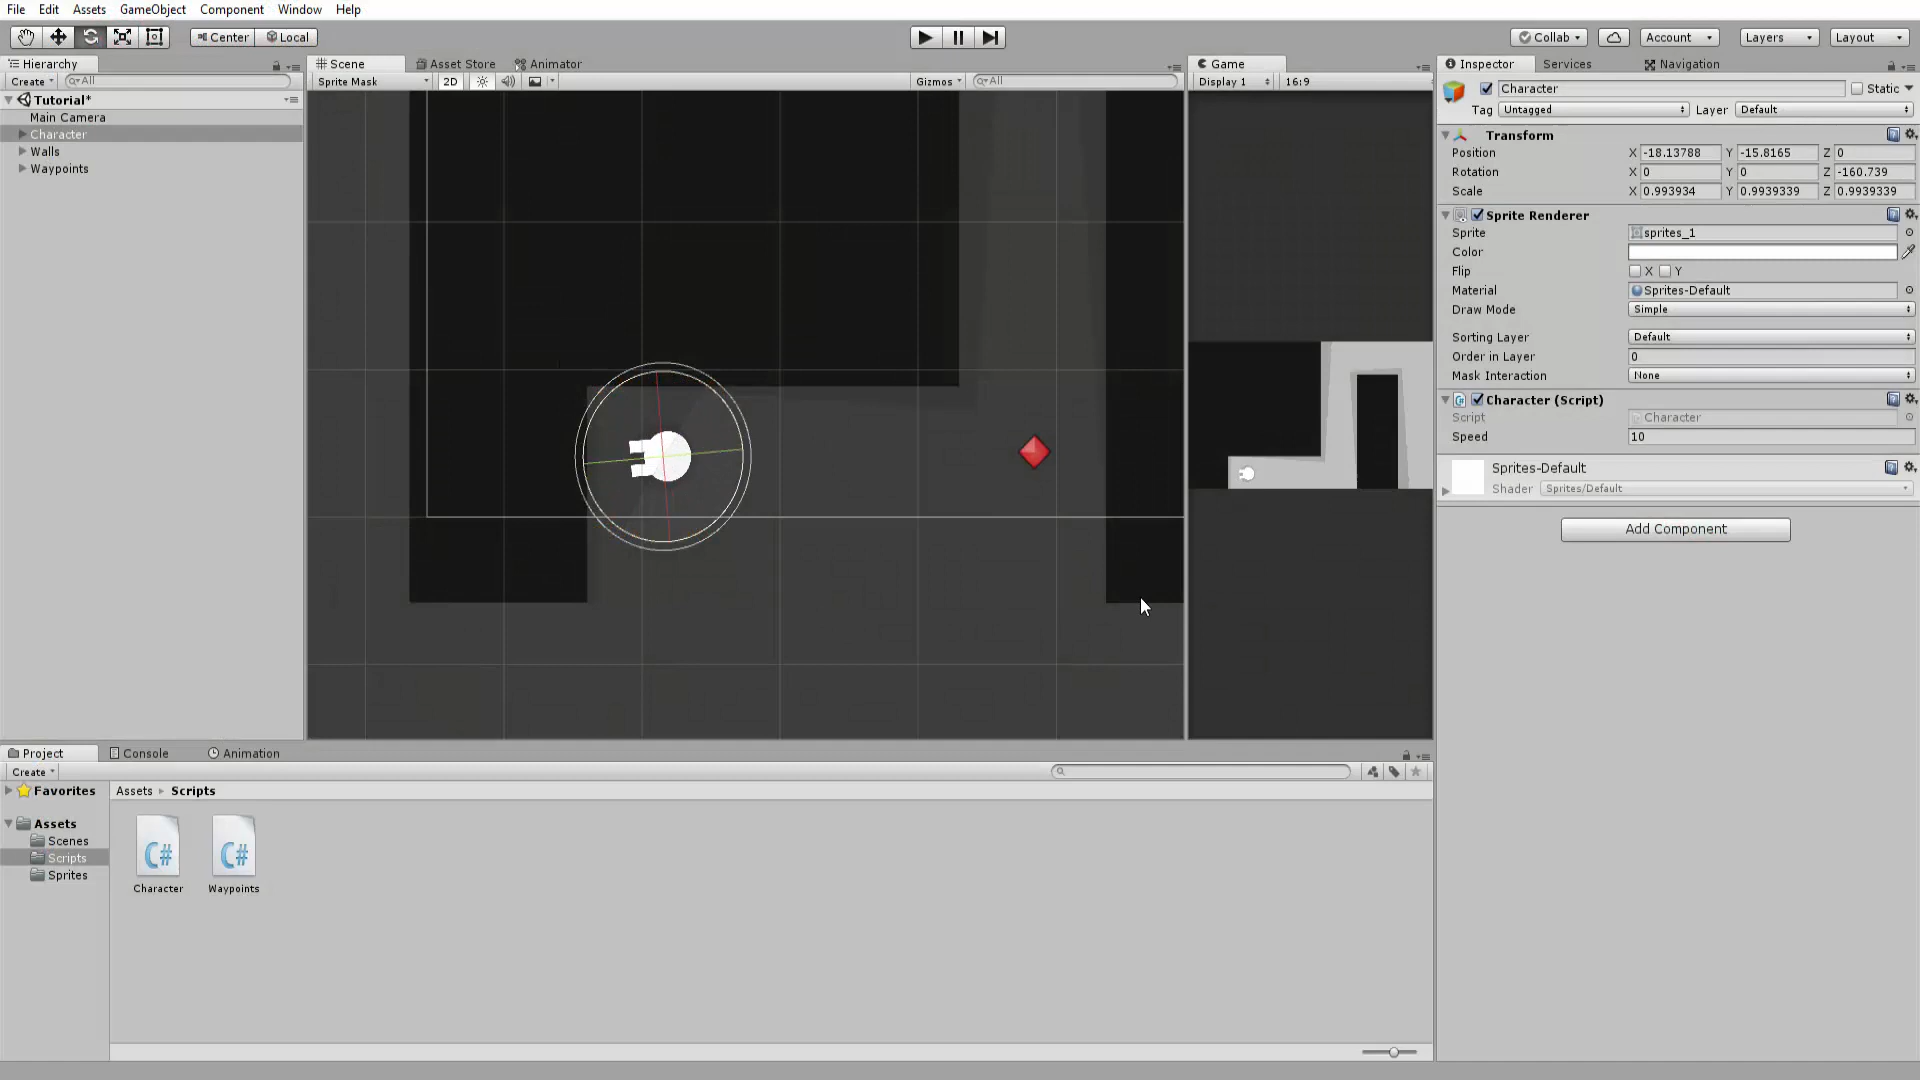 File Edit Assets GameObject Component Window Help
Center Local Collab Account Layers Layout
Hierarchy
Create All
Tutorial*
Main Camera
Character
Walls
Waypoints
Scene Asset Store Animator
Sprite Mask 2D Gizmos All
Game
Display 1 16:9
Inspector Services Navigation
Character Static
Tag Untagged Layer Default
Transform
Position X -18.13788 Y -15.8165 Z 0
Rotation X 0 Y 0 Z -160.739
Scale X 0.993934 Y 0.9939339 Z 0.9939339
Sprite Renderer
Sprite sprites_1
Color
Flip X Y
Material Sprites-Default
Draw Mode Simple
Sorting Layer Default
Order in Layer 0
Mask Interaction None
Character (Script)
Script Character
Speed 10
Sprites-Default
Shader Sprites/Default
Add Component
Project Console Animation
Create
Favorites
Assets
Scenes
Scripts
Sprites
Assets Scripts
C# C#
Character Waypoints